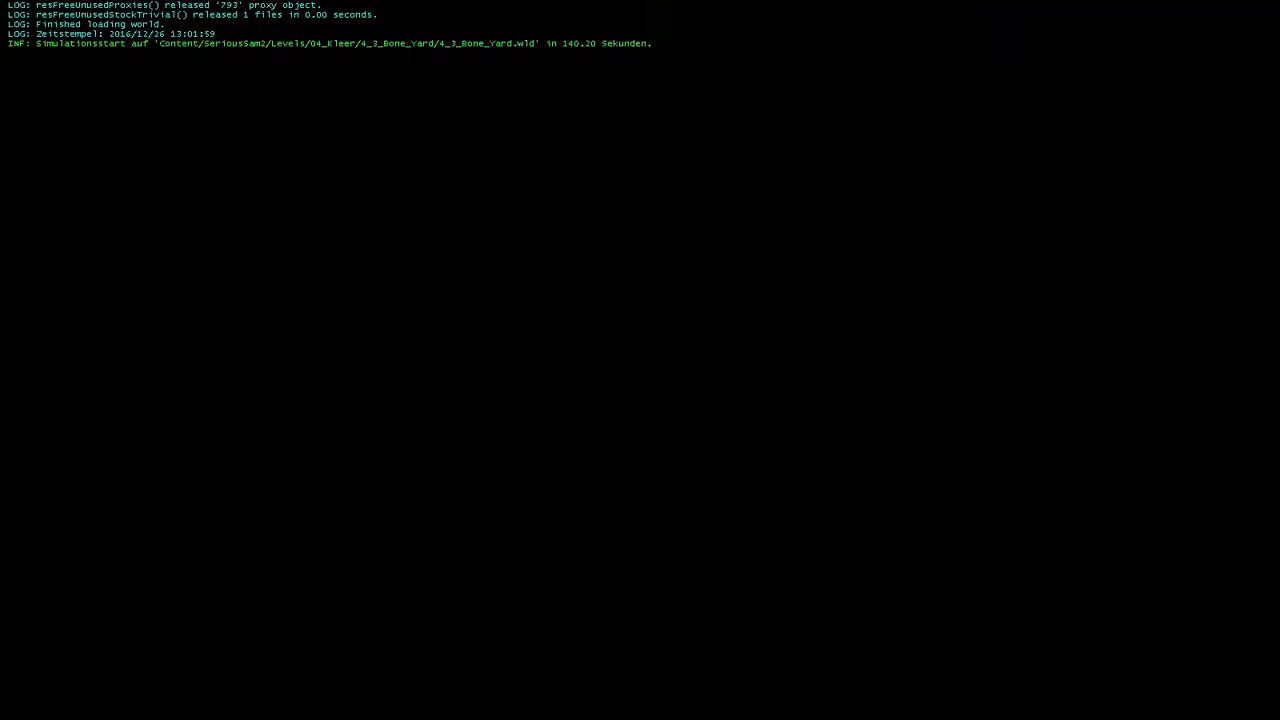 LOG: resFreeUnusedProxies() released '793' proxy object.
LOG: resFreeUnusedStockTrivial() released 1 files in 0.00 seconds.
LOG: Finished loading world.
LOG: Zeitstempel: 2016/12/26 13:01:59
INF: Simulationsstart auf 'Content/SeriousSam2/Levels/04_Kleer/4_3_Bone_Yard/4_3_Bone_Yard.wld' in 140.20 Sekunden.